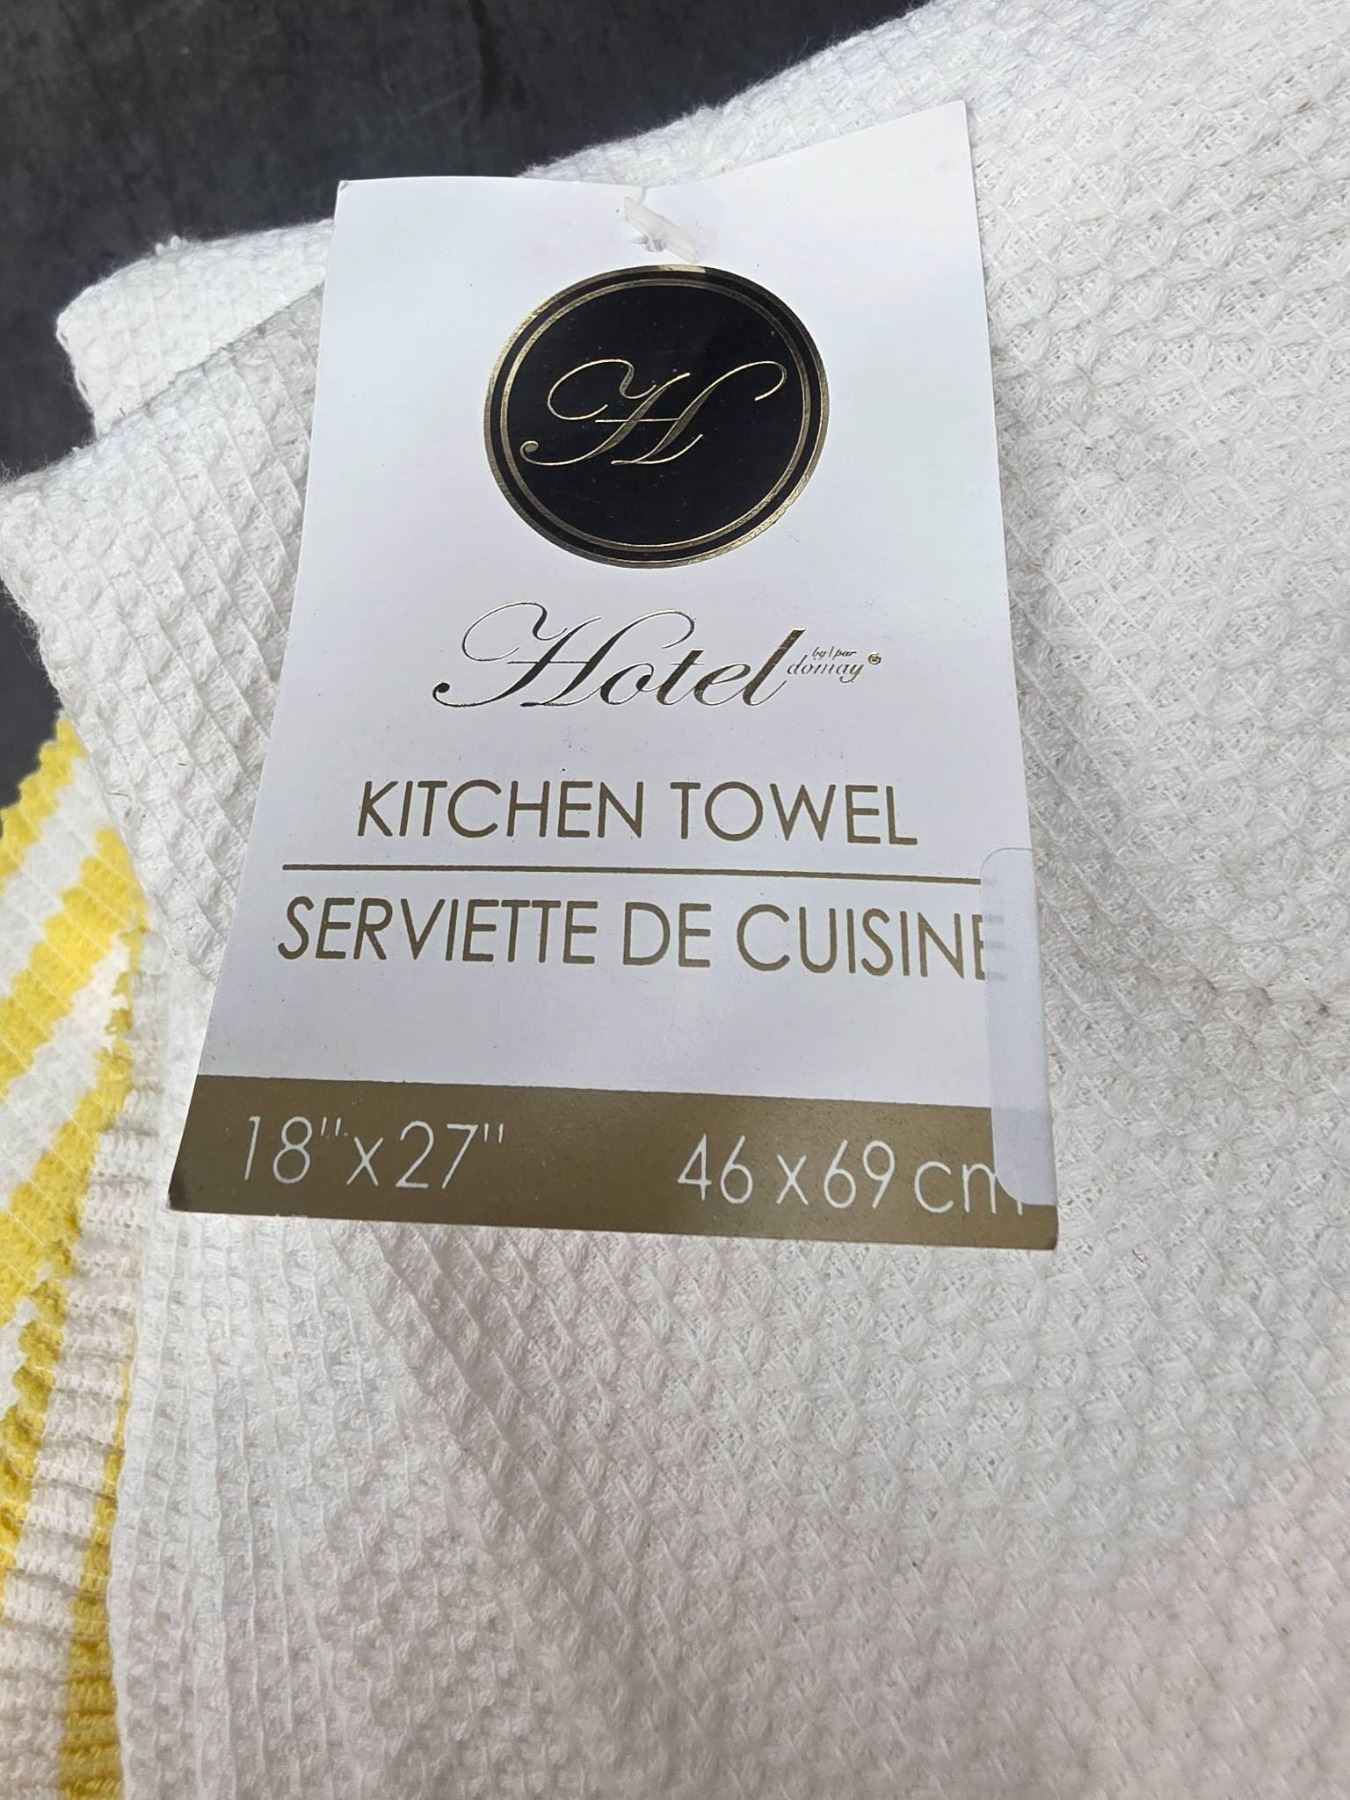 H
Hotel by | par
domay®
KITCHEN TOWEL
SERVIETTE DE CUISINE
18"x27" 46 x 69 cm